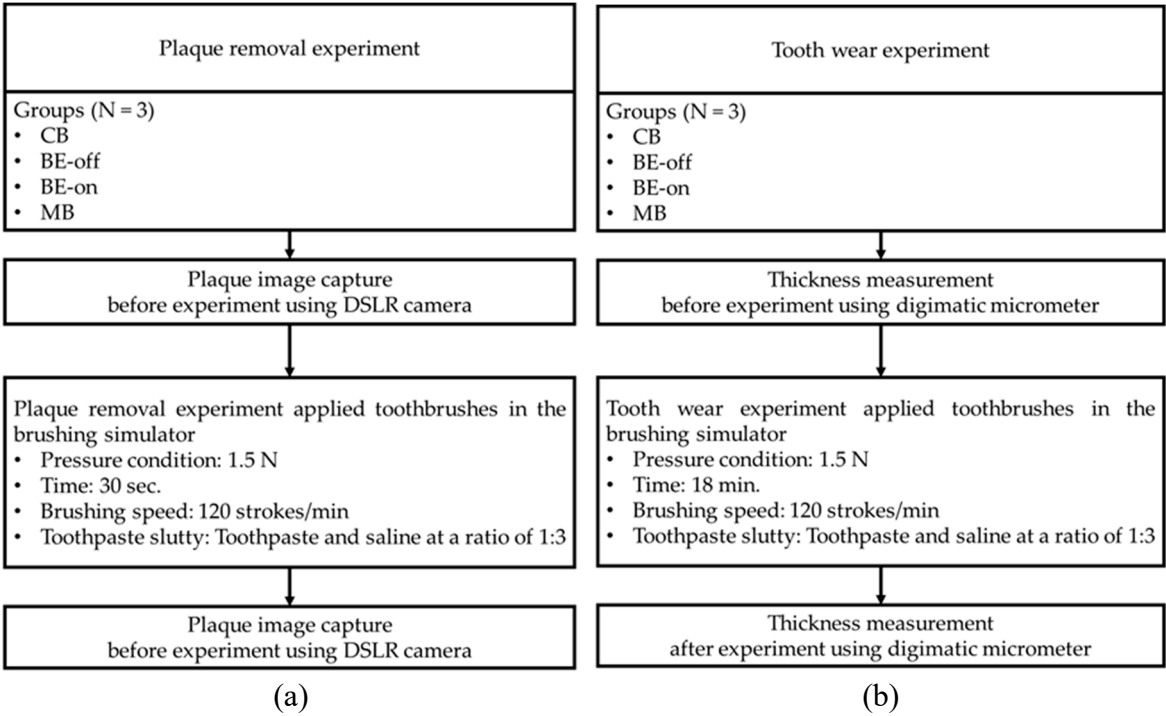 Plaque removal experiment
Groups (N = 3)
• CB
• BE-off
• BE-on
• MB
Plaque image capture
before experiment using DSLR camera
Plaque removal experiment applied toothbrushes in the
brushing simulator
• Pressure condition: 1.5 N
• Time: 30 sec.
• Brushing speed: 120 strokes/min
• Toothpaste slutty: Toothpaste and saline at a ratio of 1:3
Plaque image capture
before experiment using DSLR camera
(a)
Tooth wear experiment
Groups (N = 3)
• CB
• BE-off
• BE-on
• MB
Thickness measurement
before experiment using digimatic micrometer
Tooth wear experiment applied toothbrushes in the
brushing simulator
• Pressure condition: 1.5 N
• Time: 18 min.
• Brushing speed: 120 strokes/min
• Toothpaste slutty: Toothpaste and saline at a ratio of 1:3
Thickness measurement
after experiment using digimatic micrometer
(b)